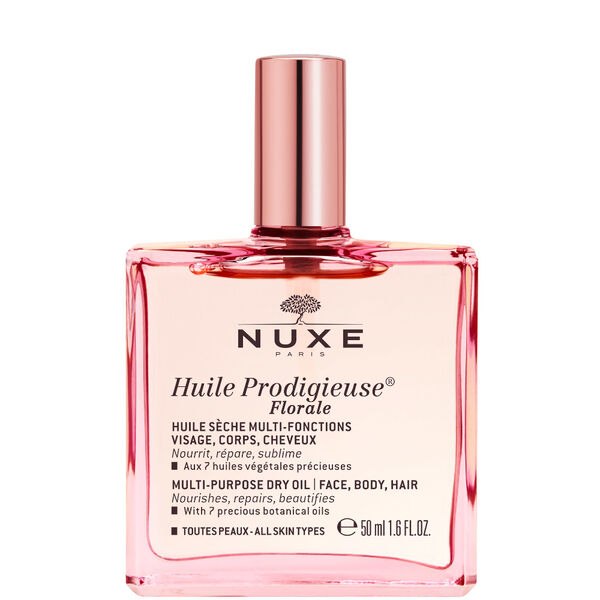 NUXE
PARIS
Huile Prodigieuse®
Florale
HUILE SÈCHE MULTI-FONCTIONS
VISAGE, CORPS, CHEVEUX
Nourrit, répare, sublime
■ Aux 7 huiles végétales précieuses
MULTI-PURPOSE DRY OIL | FACE, BODY, HAIR
Nourishes, repairs, beautifies
■ With 7 precious botanical oils
■ TOUTES PEAUX - ALL SKIN TYPES ℮ 50 ml 1.6 FL.OZ.